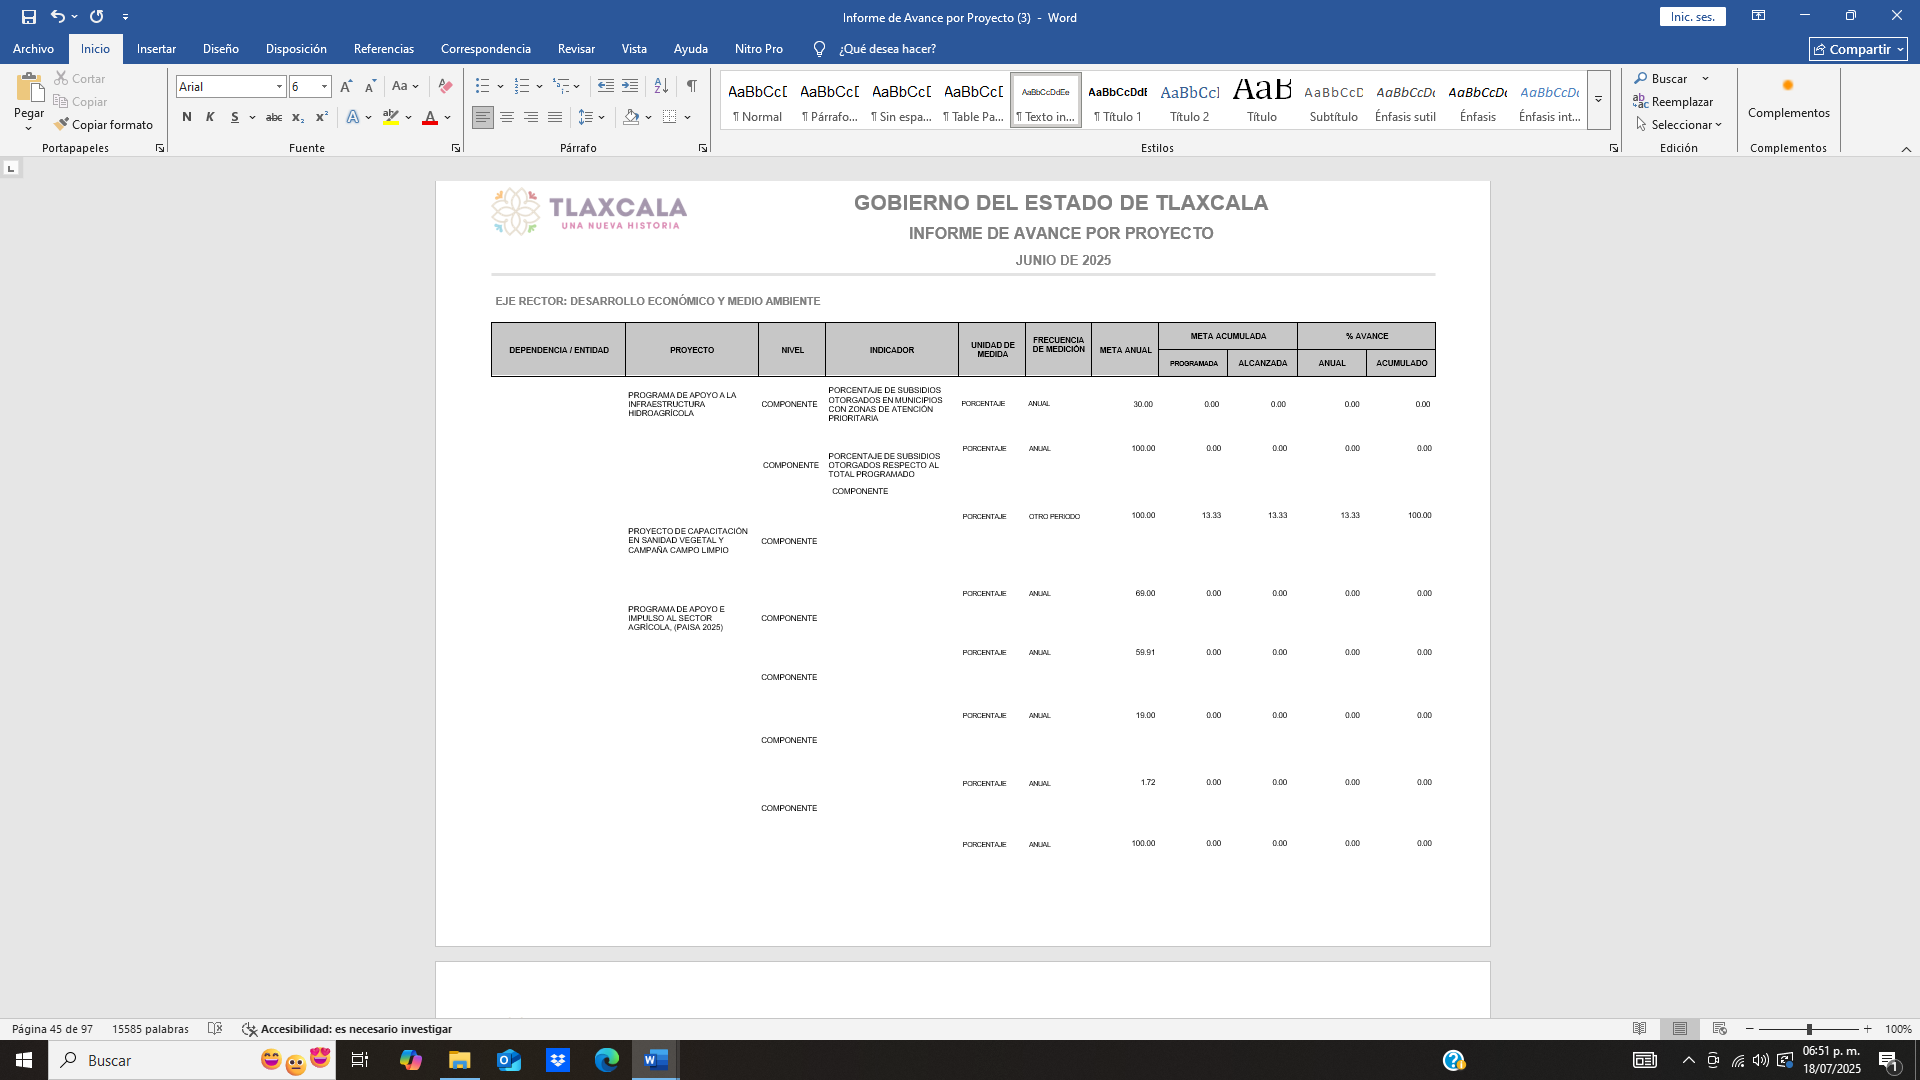 Informe de Avance por Proyecto (3) - Word
Inic. ses.
Archivo Inicio Insertar Diseño Disposición Referencias Correspondencia Revisar Vista Ayuda Nitro Pro ¿Qué desea hacer? Compartir
Pegar
Cortar
Copiar
Copiar formato
Portapapeles
Arial 6
N K S abc x₂ x²
Fuente
Párrafo
AaBbCcDdEe
¶ Normal ¶ Párrafo... ¶ Sin espa... ¶ Table Pa... ¶ Texto in... ¶ Título 1 Título 2 Título Subtítulo Énfasis sutil Énfasis Énfasis int...
Estilos
Buscar
Reemplazar
Seleccionar
Edición
Complementos
Complementos
TLAXCALA
UNA NUEVA HISTORIA
GOBIERNO DEL ESTADO DE TLAXCALA
INFORME DE AVANCE POR PROYECTO
JUNIO DE 2025
EJE RECTOR: DESARROLLO ECONÓMICO Y MEDIO AMBIENTE
DEPENDENCIA / ENTIDAD PROYECTO NIVEL INDICADOR UNIDAD DE MEDIDA FRECUENCIA DE MEDICIÓN META ANUAL META ACUMULADA % AVANCE
PROGRAMADA ALCANZADA ANUAL ACUMULADO
PROGRAMA DE APOYO A LA INFRAESTRUCTURA HIDROAGRÍCOLA COMPONENTE PORCENTAJE DE SUBSIDIOS OTORGADOS EN MUNICIPIOS CON ZONAS DE ATENCIÓN PRIORITARIA PORCENTAJE ANUAL 30.00 0.00 0.00 0.00 0.00
PORCENTAJE ANUAL 100.00 0.00 0.00 0.00 0.00
COMPONENTE PORCENTAJE DE SUBSIDIOS OTORGADOS RESPECTO AL TOTAL PROGRAMADO
COMPONENTE
PORCENTAJE OTRO PERIODO 100.00 13.33 13.33 13.33 100.00
PROYECTO DE CAPACITACIÓN EN SANIDAD VEGETAL Y CAMPAÑA CAMPO LIMPIO COMPONENTE
PORCENTAJE ANUAL 69.00 0.00 0.00 0.00 0.00
PROGRAMA DE APOYO E IMPULSO AL SECTOR AGRÍCOLA, (PAISA 2025) COMPONENTE
PORCENTAJE ANUAL 59.91 0.00 0.00 0.00 0.00
COMPONENTE
PORCENTAJE ANUAL 19.00 0.00 0.00 0.00 0.00
COMPONENTE
PORCENTAJE ANUAL 1.72 0.00 0.00 0.00 0.00
COMPONENTE
PORCENTAJE ANUAL 100.00 0.00 0.00 0.00 0.00
Página 45 de 97 15585 palabras Accesibilidad: es necesario investigar 100%
Buscar
06:51 p. m.
18/07/2025
1